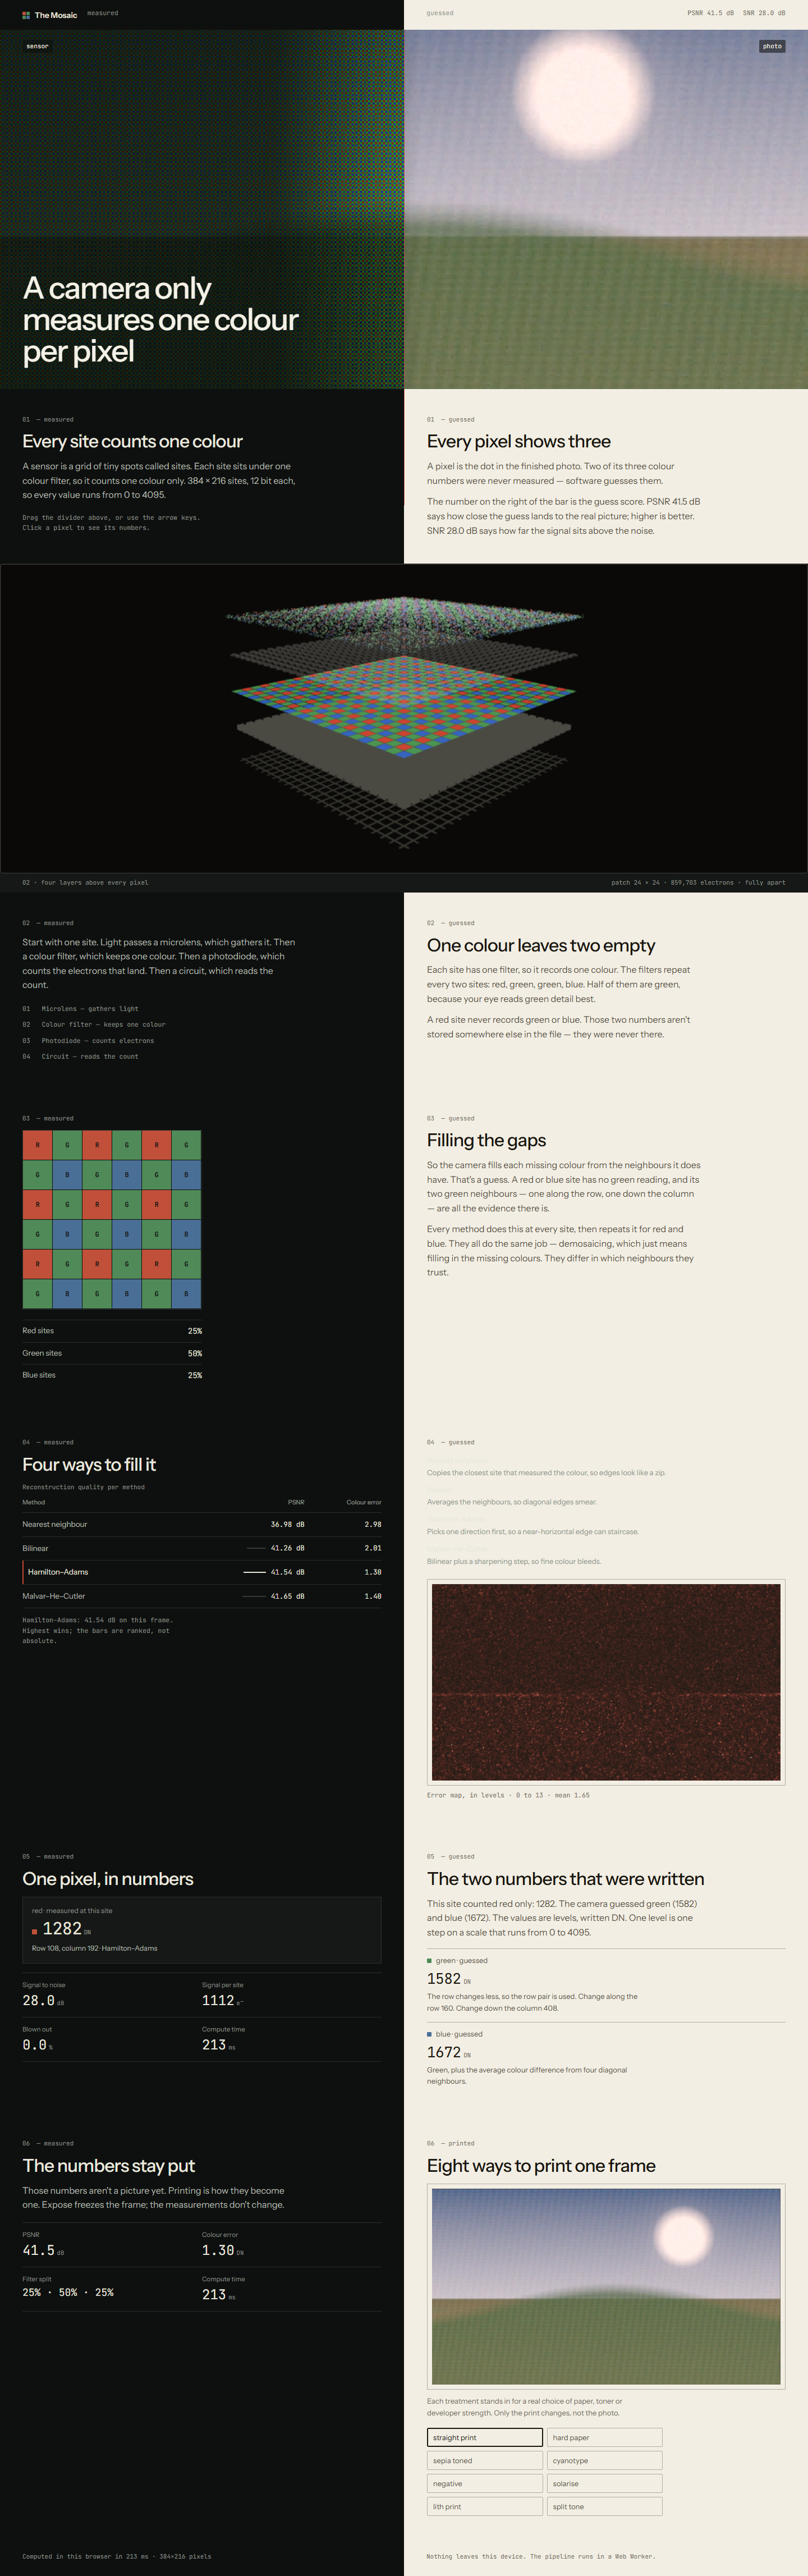 The Mosaic
measured
guessed
PSNR 41.5 dB SNR 28.0 dB
sensor
photo
A camera only
measures one colour
per pixel
01 — measured
Every site counts one colour
A sensor is a grid of tiny spots called sites. Each site sits under one
colour filter, so it counts one colour only. 384 × 216 sites, 12 bit each,
so every value runs from 0 to 4095.
Drag the divider above, or use the arrow keys.
Click a pixel to see its numbers.
01 — guessed
Every pixel shows three
A pixel is the dot in the finished photo. Two of its three colour
numbers were never measured — software guesses them.
The number on the right of the bar is the guess score. PSNR 41.5 dB
says how close the guess lands to the real picture; higher is better.
SNR 28.0 dB says how far the signal sits above the noise.
02 · four layers above every pixel
patch 24 × 24 · 859,703 electrons · fully apart
02 — measured
Start with one site. Light passes a microlens, which gathers it. Then
a colour filter, which keeps one colour. Then a photodiode, which
counts the electrons that land. Then a circuit, which reads the
count.
01 Microlens — gathers light
02 Colour filter — keeps one colour
03 Photodiode — counts electrons
04 Circuit — reads the count
02 — guessed
One colour leaves two empty
Each site has one filter, so it records one colour. The filters repeat
every two sites: red, green, green, blue. Half of them are green,
because your eye reads green detail best.
A red site never records green or blue. Those two numbers aren't
stored somewhere else in the file — they were never there.
03 — measured
R G R G R G
G B G B G B
R G R G R G
G B G B G B
R G R G R G
G B G B G B
Red sites 25%
Green sites 50%
Blue sites 25%
03 — guessed
Filling the gaps
So the camera fills each missing colour from the neighbours it does
have. That's a guess. A red or blue site has no green reading, and its
two green neighbours — one along the row, one down the column
— are all the evidence there is.
Every method does this at every site, then repeats it for red and
blue. They all do the same job — demosaicing, which just means
filling in the missing colours. They differ in which neighbours they
trust.
04 — measured
Four ways to fill it
Reconstruction quality per method
Method PSNR Colour error
Nearest neighbour 36.98 dB 2.98
Bilinear 41.26 dB 2.01
Hamilton–Adams 41.54 dB 1.30
Malvar–He–Cutler 41.65 dB 1.40
Hamilton–Adams: 41.54 dB on this frame.
Highest wins; the bars are ranked, not
absolute.
04 — guessed
Copies the closest site that measured the colour, so edges look like a zip.
Averages the neighbours, so diagonal edges smear.
Picks one direction first, so a near-horizontal edge can staircase.
Bilinear plus a sharpening step, so fine colour bleeds.
Error map, in levels · 0 to 13 · mean 1.65
05 — measured
One pixel, in numbers
red · measured at this site
1282 DN
Row 108, column 192 · Hamilton–Adams
Signal to noise
28.0 dB
Signal per site
1112 e⁻
Blown out
0.0 %
Compute time
213 ms
05 — guessed
The two numbers that were written
This site counted red only: 1282. The camera guessed green (1582)
and blue (1672). The values are levels, written DN. One level is one
step on a scale that runs from 0 to 4095.
green · guessed
1582 DN
The row changes less, so the row pair is used. Change along the
row 160. Change down the column 408.
blue · guessed
1672 DN
Green, plus the average colour difference from four diagonal
neighbours.
06 — measured
The numbers stay put
Those numbers aren't a picture yet. Printing is how they become
one. Expose freezes the frame; the measurements don't change.
PSNR
41.5 dB
Colour error
1.30 DN
Filter split
25% · 50% · 25%
Compute time
213 ms
06 — printed
Eight ways to print one frame
Each treatment stands in for a real choice of paper, toner or
developer strength. Only the print changes, not the photo.
straight print
hard paper
sepia toned
cyanotype
negative
solarise
lith print
split tone
Computed in this browser in 213 ms · 384×216 pixels
Nothing leaves this device. The pipeline runs in a Web Worker.